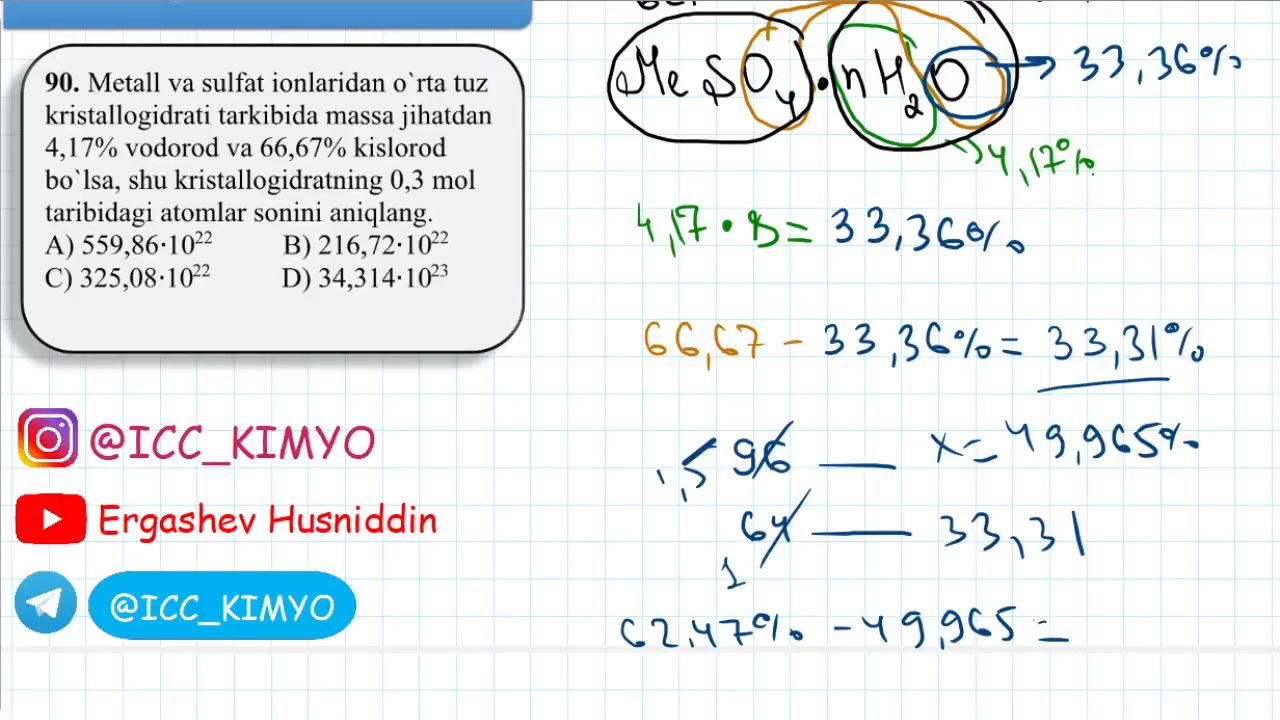 90. Metall va sulfat ionlaridan o`rta tuz
kristallogidrati tarkibida massa jihatdan
4,17% vodorod va 66,67% kislorod
bo`lsa, shu kristallogidratning 0,3 mol
taribidagi atomlar sonini aniqlang.
A) 559,86·10²² B) 216,72·10²²
C) 325,08·10²² D) 34,314·10²³
@ICC_KIMYO
Ergashev Husniddin
@ICC_KIMYO
MeSO₄ · nH₂O → 33,36%
→ 4,17%
4,17 · 8 = 33,36%
66,67 - 33,36% = 33,31%
1,5 96 — x = 49,965%
1 64 — 33,31
62,47% - 49,965 =